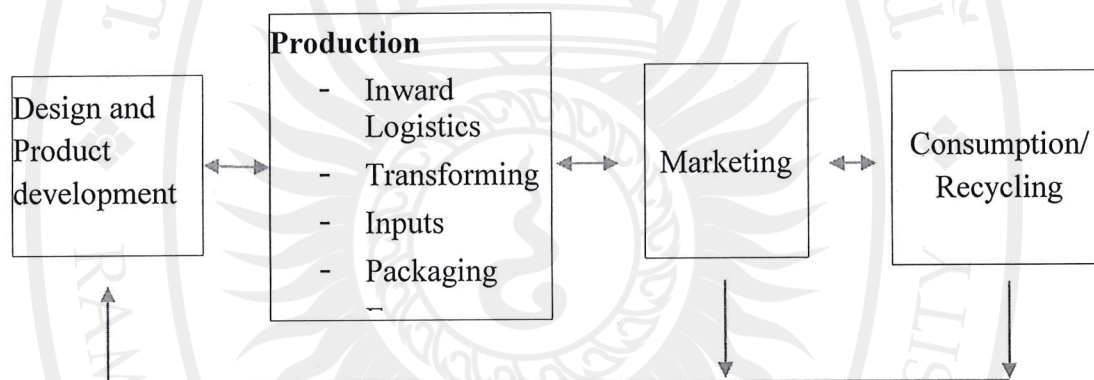 Design and
Product
development
Production
- Inward
Logistics
- Transforming
- Inputs
- Packaging
-
Marketing
Consumption/
Recycling